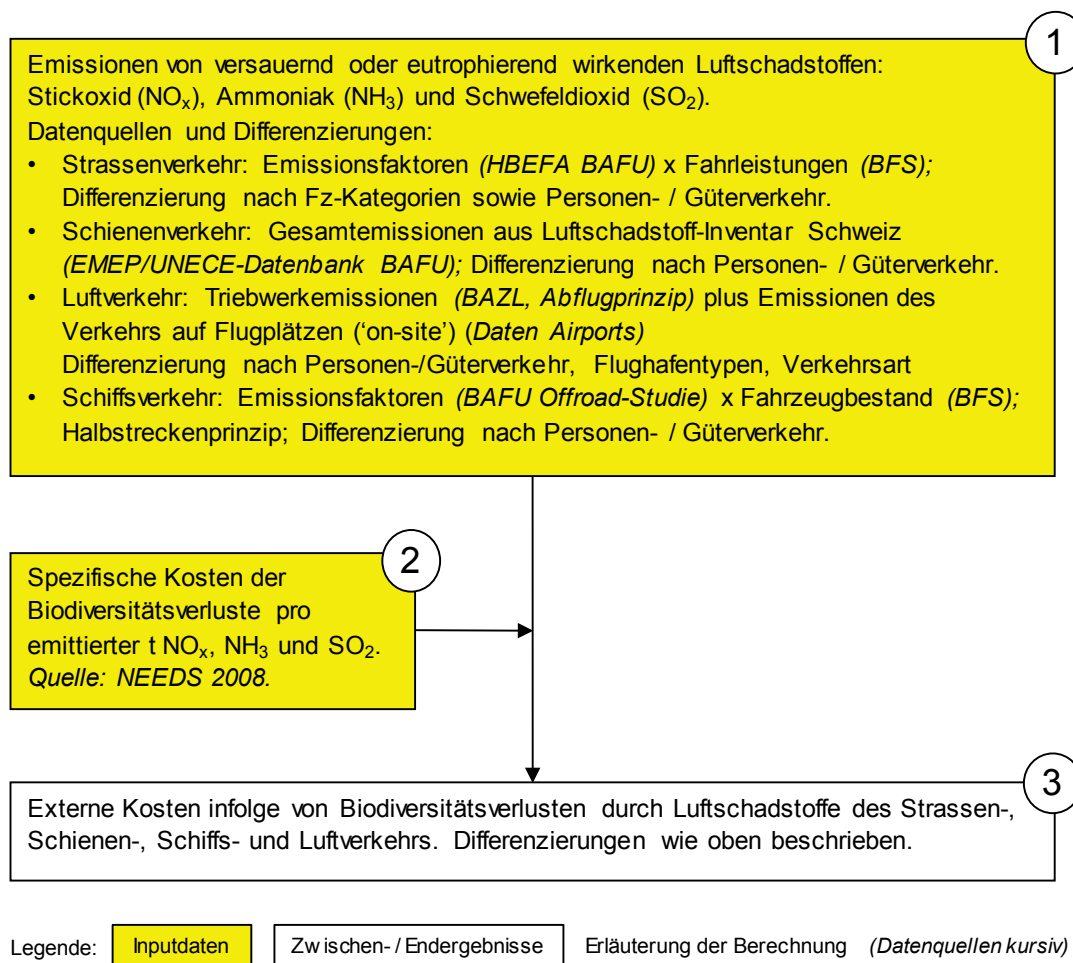 1
Emissionen von versauernd oder eutrophierend wirkenden Luftschadstoffen:
Stickoxid (NOx), Ammoniak (NH3) und Schwefeldioxid (SO2).
Datenquellen und Differenzierungen:
• Strassenverkehr: Emissionsfaktoren (HBEFA BAFU) x Fahrleistungen (BFS);
Differenzierung nach Fz-Kategorien sowie Personen- / Güterverkehr.
• Schienenverkehr: Gesamtemissionen aus Luftschadstoff-Inventar Schweiz
(EMEP/UNECE-Datenbank BAFU); Differenzierung nach Personen- / Güterverkehr.
• Luftverkehr: Triebwerkemissionen (BAZL, Abflugprinzip) plus Emissionen des
Verkehrs auf Flugplätzen (‘on-site’) (Daten Airports)
Differenzierung nach Personen-/Güterverkehr, Flughafentypen, Verkehrsart
• Schiffsverkehr: Emissionsfaktoren (BAFU Offroad-Studie) x Fahrzeugbestand (BFS);
Halbstreckenprinzip; Differenzierung nach Personen- / Güterverkehr.
2
Spezifische Kosten der
Biodiversitätsverluste pro
emittierter t NOx, NH3 und SO2.
Quelle: NEEDS 2008.
3
Externe Kosten infolge von Biodiversitätsverlusten durch Luftschadstoffe des Strassen-,
Schienen-, Schiffs- und Luftverkehrs. Differenzierungen wie oben beschrieben.
Legende: Inputdaten Zwischen- / Endergebnisse Erläuterung der Berechnung (Datenquellen kursiv)